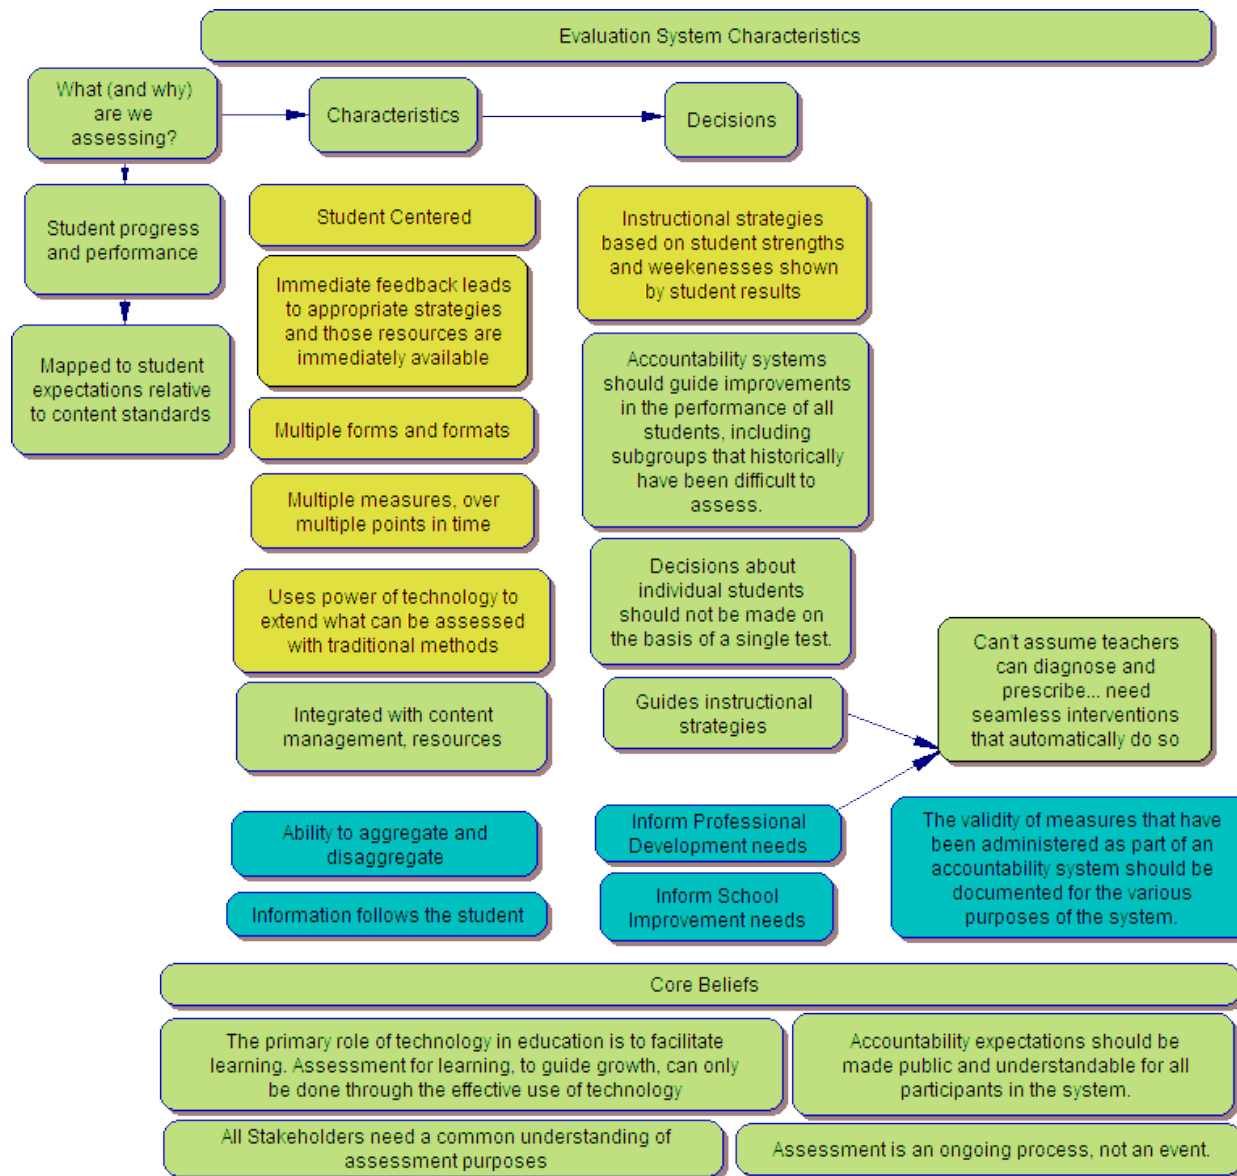 Evaluation System Characteristics
What (and why)
are we
assessing?
Characteristics
Decisions
Student progress
and performance
Mapped to student
expectations relative
to content standards
Student Centered
Immediate feedback leads
to appropriate strategies
and those resources are
immediately available
Multiple forms and formats
Multiple measures, over
multiple points in time
Uses power of technology to
extend what can be assessed
with traditional methods
Integrated with content
management, resources
Ability to aggregate and
disaggregate
Information follows the student
Instructional strategies
based on student strengths
and weekenesses shown
by student results
Accountability systems
should guide improvements
in the performance of all
students, including
subgroups that historically
have been difficult to
assess.
Decisions about
individual students
should not be made on
the basis of a single test.
Guides instructional
strategies
Inform Professional
Development needs
Inform School
Improvement needs
Can't assume teachers
can diagnose and
prescribe... need
seamless interventions
that automatically do so
The validity of measures that have
been administered as part of an
accountability system should be
documented for the various
purposes of the system.
Core Beliefs
The primary role of technology in education is to facilitate
learning. Assessment for learning, to guide growth, can only
be done through the effective use of technology
Accountability expectations should be
made public and understandable for all
participants in the system.
All Stakeholders need a common understanding of
assessment purposes
Assessment is an ongoing process, not an event.